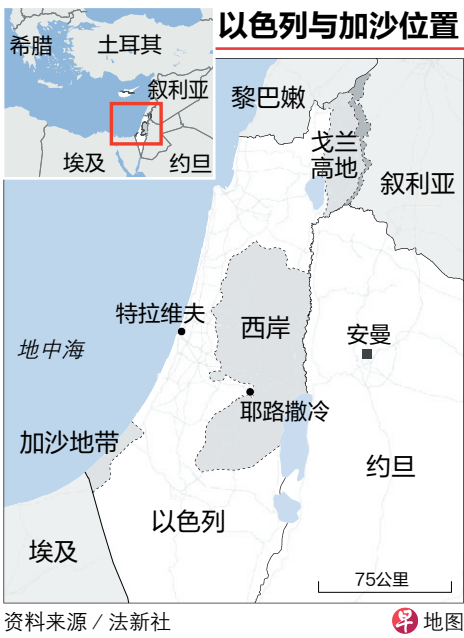 以色列与加沙位置
希腊
土耳其
叙利亚
埃及
约旦
黎巴嫩
戈兰
高地
叙利亚
特拉维夫
西岸
安曼
地中海
耶路撒冷
加沙地带
约旦
以色列
埃及
75公里
资料来源 / 法新社
早 地图